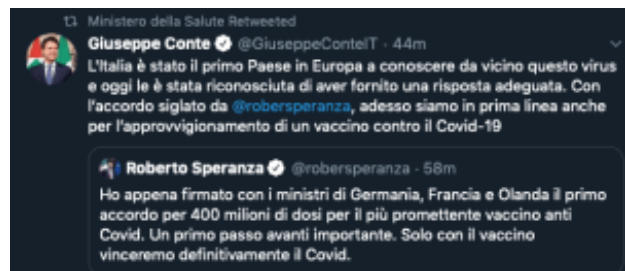 Ministero della Salute Retweeted
Giuseppe Conte @GiuseppeConteIT · 44m
L'Italia è stato il primo Paese in Europa a conoscere da vicino questo virus
e oggi le è stata riconosciuta di aver fornito una risposta adeguata. Con
l'accordo siglato da @robersperanza, adesso siamo in prima linea anche
per l'approvvigionamento di un vaccino contro il Covid-19
Roberto Speranza @robersperanza · 58m
Ho appena firmato con i ministri di Germania, Francia e Olanda il primo
accordo per 400 milioni di dosi per il più promettente vaccino anti
Covid. Un primo passo avanti importante. Solo con il vaccino
vinceremo definitivamente il Covid.